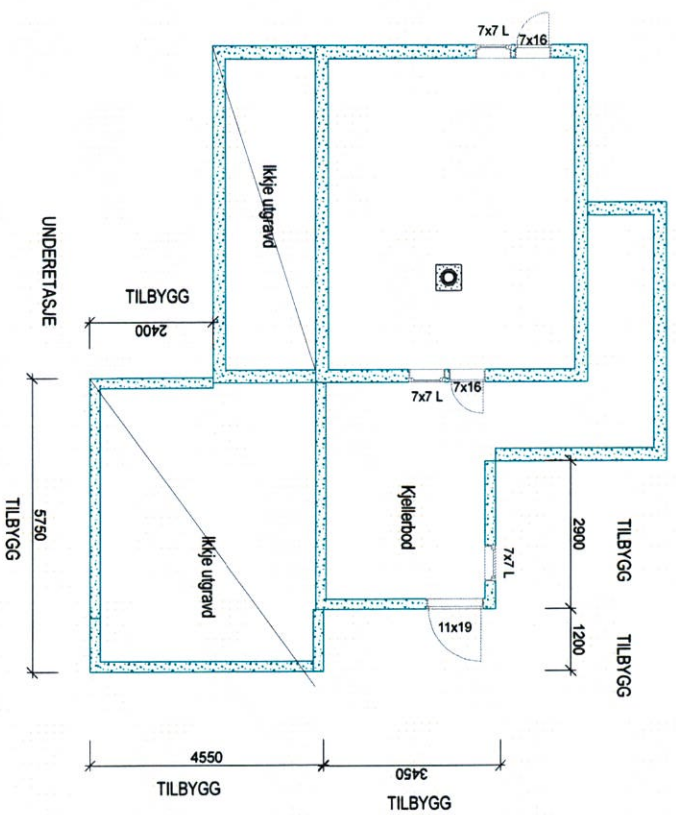 7x7 L
7x16
Ikkje utgravd
UNDERETASJE
TILBYGG
2400
7x7 L
7x16
Kjellerbod
7x7 L
2900
TILBYGG
5750
TILBYGG
Ikkje utgravd
11x19
1200
TILBYGG
4550
TILBYGG
3450
TILBYGG